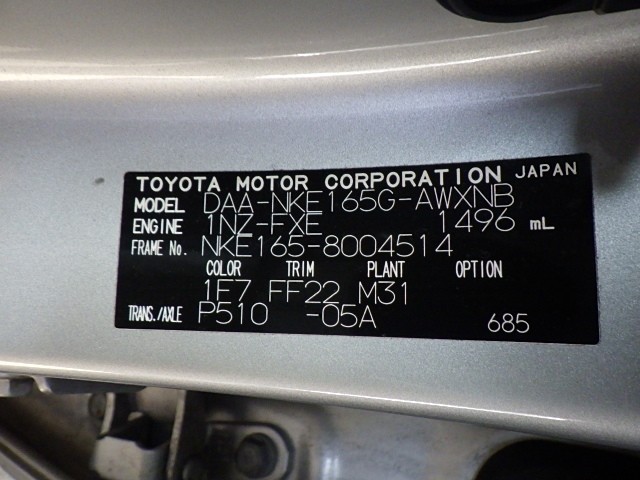 TOYOTA MOTOR CORPORATION JAPAN
MODEL DAA-NKE165G-AWXNB
ENGINE 1NZ-FXE 1496 mL
FRAME No. NKE165-8004514
COLOR TRIM PLANT OPTION
1F7 FF22 M31
TRANS./AXLE P510 -05A 685